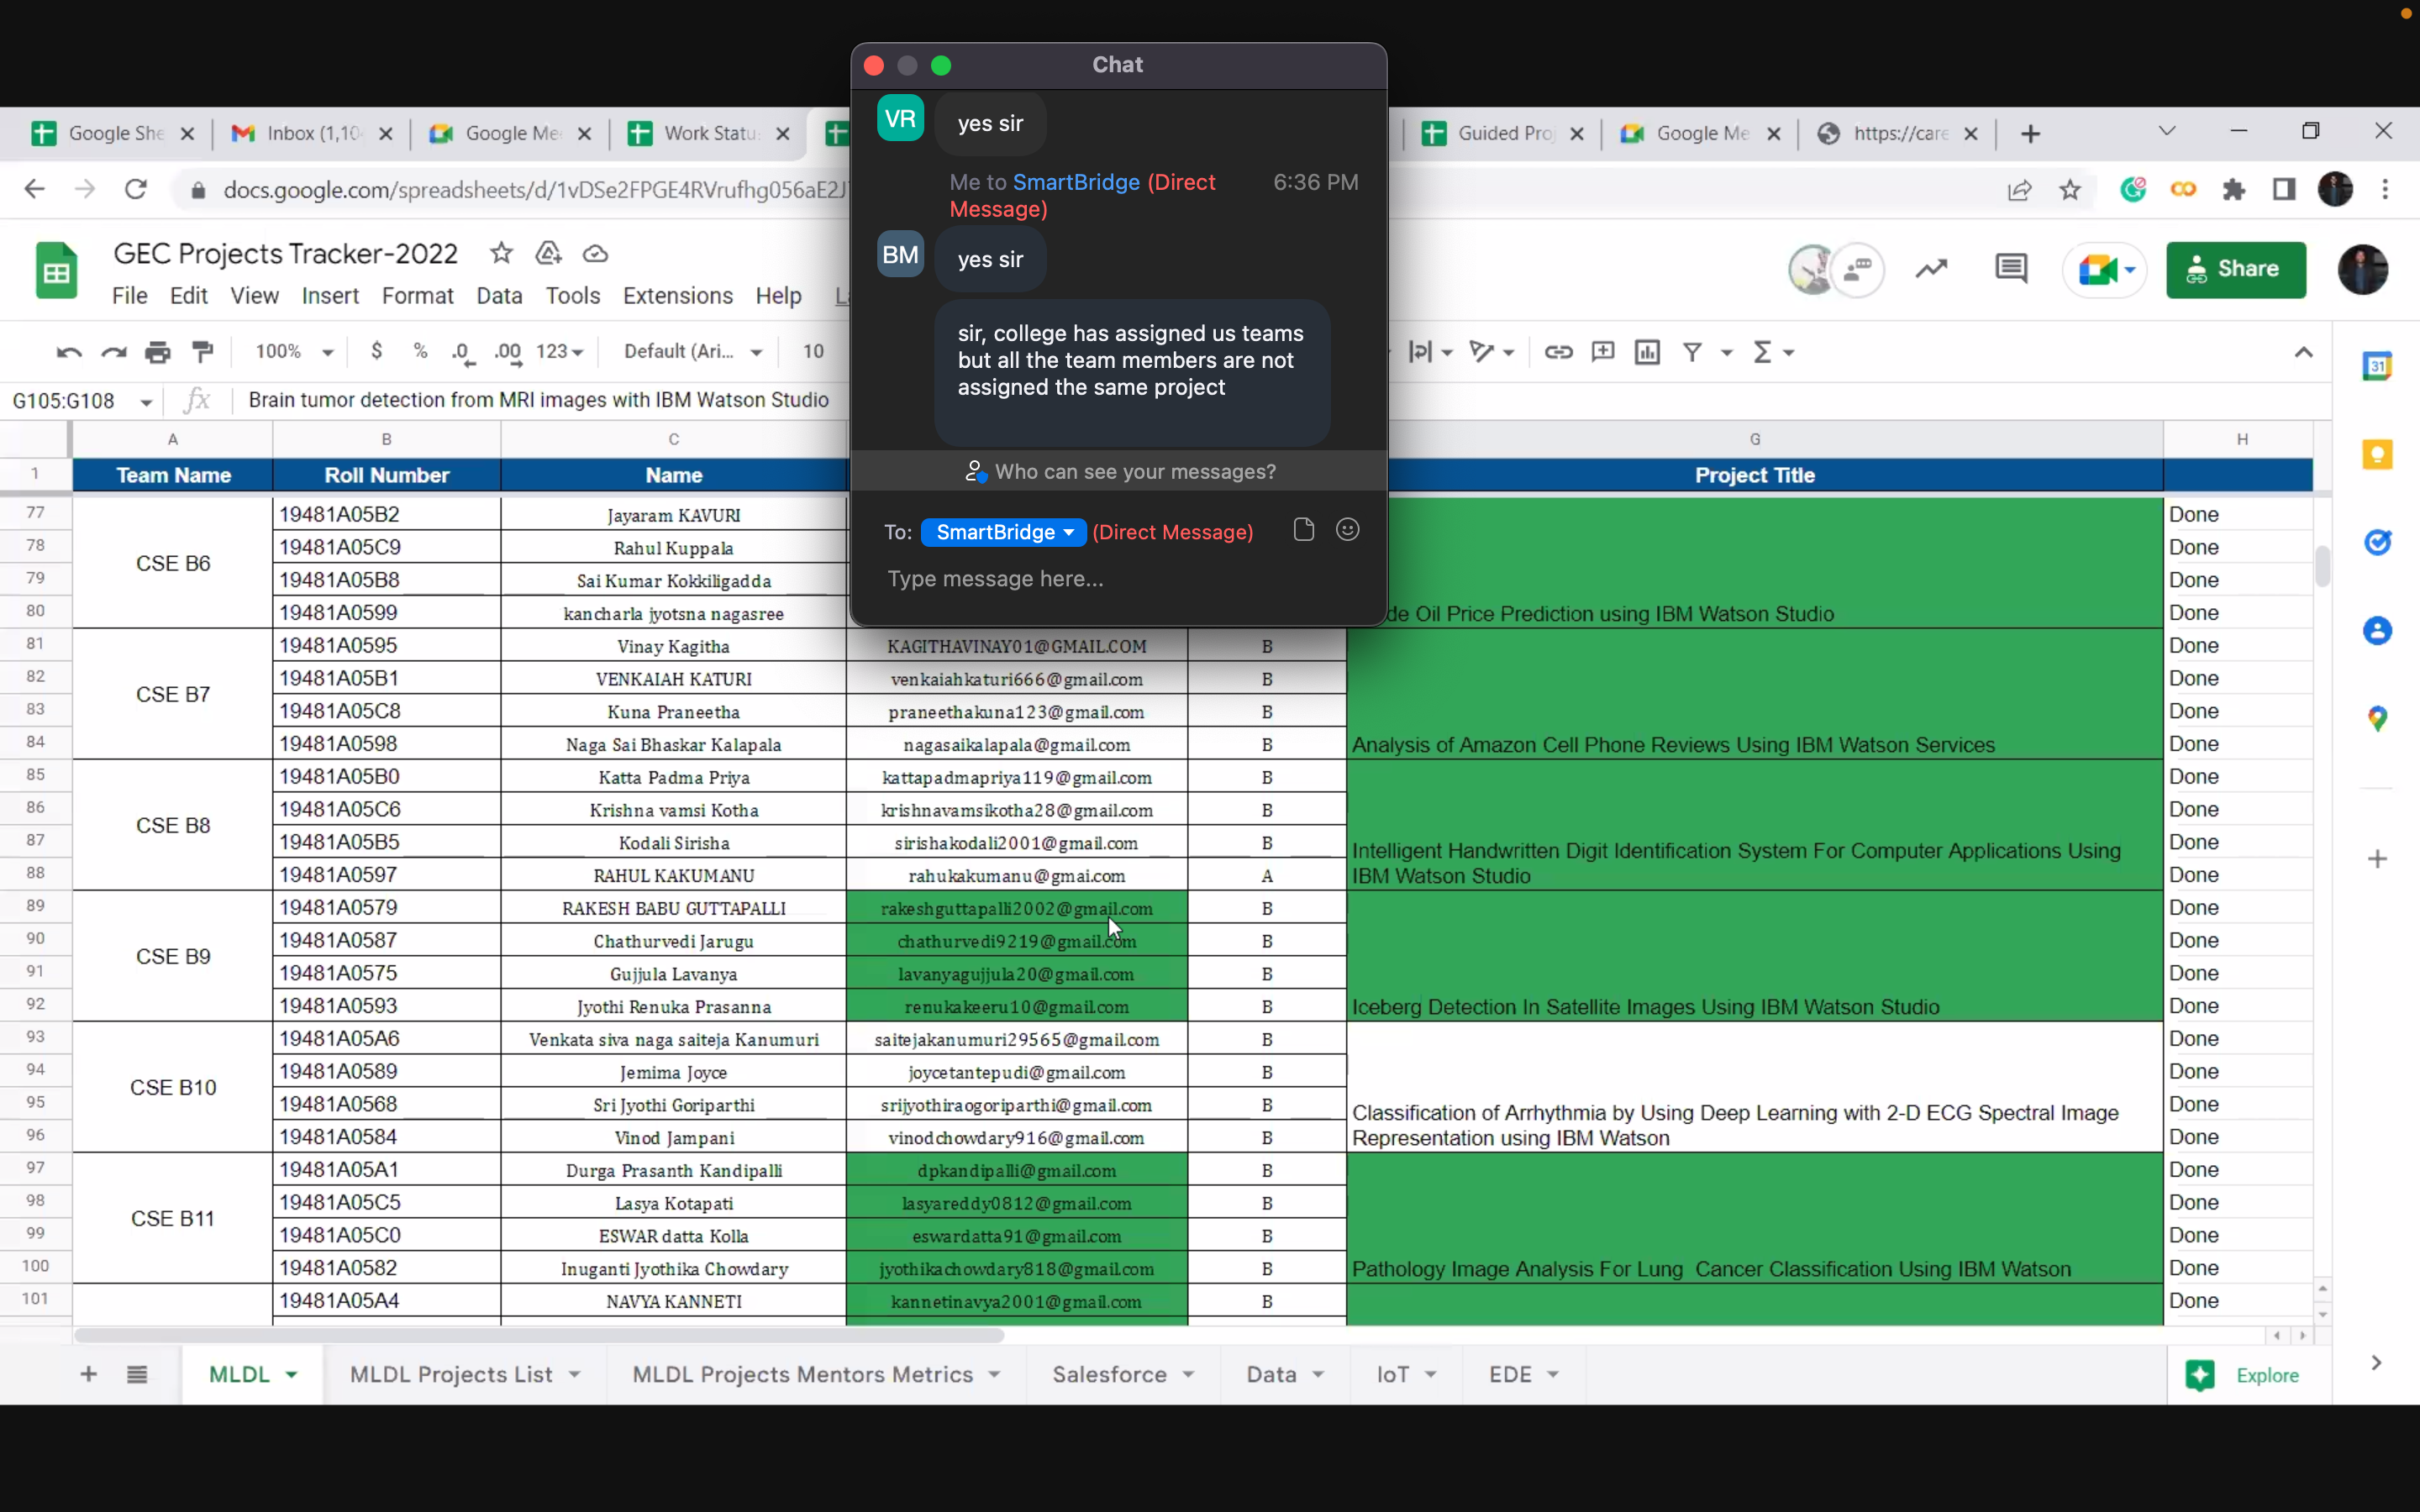 Chat
VR yes sir
Me to SmartBridge (Direct 6:36 PM
Message)
BM yes sir
sir, college has assigned us teams
but all the team members are not
assigned the same project
Who can see your messages?
To: SmartBridge (Direct Message)
Type message here...
Google She Inbox (1,10 Google Me Work Statu Guided Proj Google Me https://care
docs.google.com/spreadsheets/d/1vDSe2FPGE4RVrufhg056aE2J
GEC Projects Tracker-2022
Share
File Edit View Insert Format Data Tools Extensions Help
100% $ % .0 .00 123 Default (Ari... 10
31
G105:G108 fx Brain tumor detection from MRI images with IBM Watson Studio
A B C G H
1 Team Name Roll Number Name Project Title
77 19481A05B2 Jayaram KAVURI Done
78 19481A05C9 Rahul Kuppala Done
CSE B6
79 19481A05B8 Sai Kumar Kokkiligadda Done
80 19481A0599 kancharla jyotsna nagasree de Oil Price Prediction using IBM Watson Studio Done
81 19481A0595 Vinay Kagitha KAGITHAVINAY01@GMAIL.COM B Done
82 19481A05B1 VENKAIAH KATURI venkaiahkaturi666@gmail.com B Done
CSE B7
83 19481A05C8 Kuna Praneetha praneethakuna123@gmail.com B Done
84 19481A0598 Naga Sai Bhaskar Kalapala nagasaikalapala@gmail.com B Analysis of Amazon Cell Phone Reviews Using IBM Watson Services Done
85 19481A05B0 Katta Padma Priya kattapadmapriya119@gmail.com B Done
86 19481A05C6 Krishna vamsi Kotha krishnavamsikotha28@gmail.com B Done
CSE B8
87 19481A05B5 Kodali Sirisha sirishakodali2001@gmail.com B Intelligent Handwritten Digit Identification System For Computer Applications Using Done
88 19481A0597 RAHUL KAKUMANU rahukakumanu@gmai.com A IBM Watson Studio Done
89 19481A0579 RAKESH BABU GUTTAPALLI rakeshguttapalli2002@gmail.com B Done
90 19481A0587 Chathurvedi Jarugu chathurvedi9219@gmail.com B Done
CSE B9
91 19481A0575 Gujjula Lavanya lavanyagujjula20@gmail.com B Done
92 19481A0593 Jyothi Renuka Prasanna renukakeeru10@gmail.com B Iceberg Detection In Satellite Images Using IBM Watson Studio Done
93 19481A05A6 Venkata siva naga saiteja Kanumuri saitejakanumuri29565@gmail.com B Done
94 19481A0589 Jemima Joyce joycetantepudi@gmail.com B Done
CSE B10
95 19481A0568 Sri Jyothi Goriparthi srijyothiraogoriparthi@gmail.com B Classification of Arrhythmia by Using Deep Learning with 2-D ECG Spectral Image Done
96 19481A0584 Vinod Jampani vinodchowdary916@gmail.com B Representation using IBM Watson Done
97 19481A05A1 Durga Prasanth Kandipalli dpkandipalli@gmail.com B Done
98 19481A05C5 Lasya Kotapati lasyareddy0812@gmail.com B Done
CSE B11
99 19481A05C0 ESWAR datta Kolla eswardatta91@gmail.com B Done
100 19481A0582 Inuganti Jyothika Chowdary jyothikachowdary818@gmail.com B Pathology Image Analysis For Lung Cancer Classification Using IBM Watson Done
101 19481A05A4 NAVYA KANNETI kannetinavya2001@gmail.com B Done
MLDL MLDL Projects List MLDL Projects Mentors Metrics Salesforce Data IoT EDE Explore